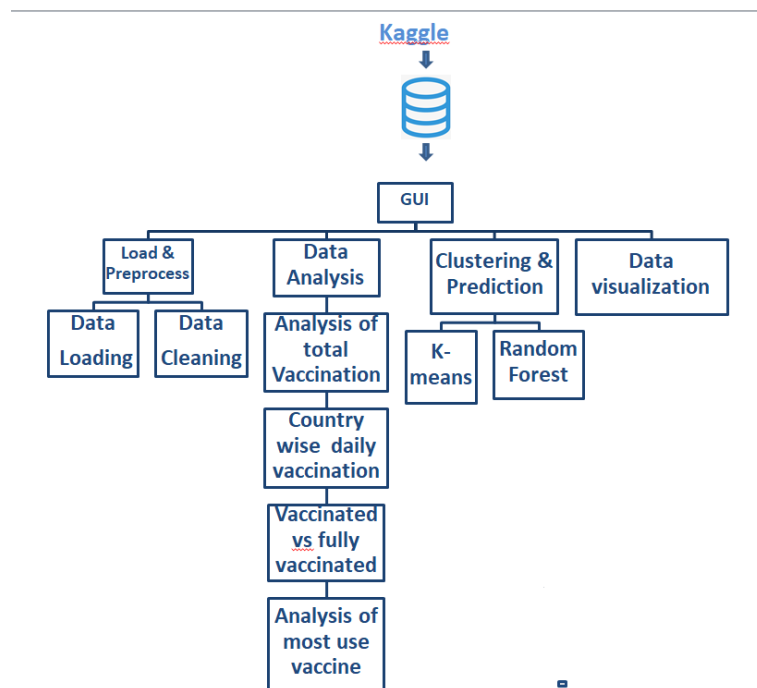 Kaggle
GUI
Load &
Preprocess
Data
Loading
Data
Cleaning
Data
Analysis
Analysis of
total
Vaccination
Country
wise daily
vaccination
Vaccinated
vs fully
vaccinated
Analysis of
most use
vaccine
Clustering &
Prediction
K-
means
Random
Forest
Data
visualization